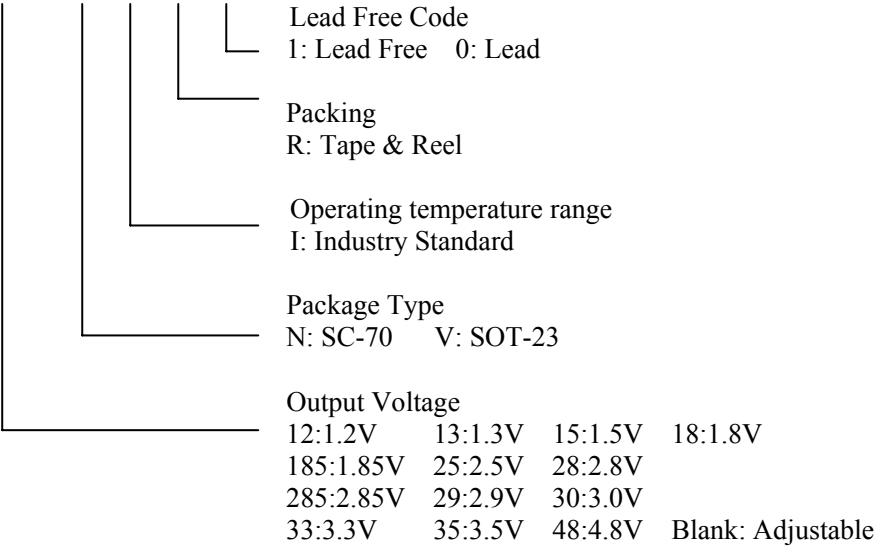 Lead Free Code
1: Lead Free 0: Lead
Packing
R: Tape & Reel
Operating temperature range
I: Industry Standard
Package Type
N: SC-70 V: SOT-23
Output Voltage
12:1.2V 13:1.3V 15:1.5V 18:1.8V
185:1.85V 25:2.5V 28:2.8V
285:2.85V 29:2.9V 30:3.0V
33:3.3V 35:3.5V 48:4.8V Blank: Adjustable